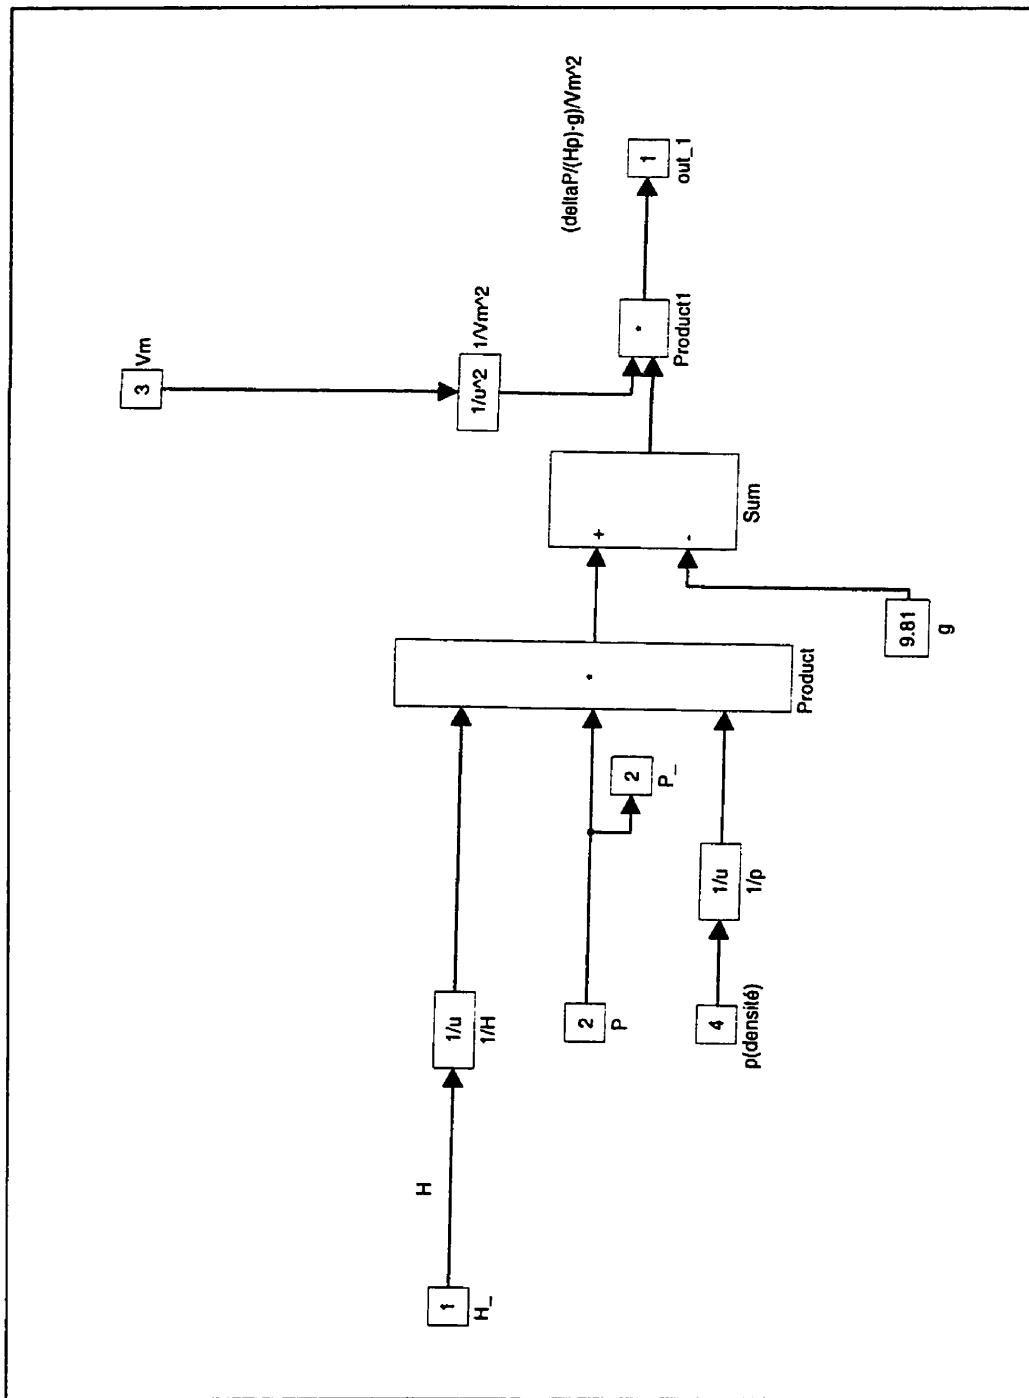 3
Vm
1/u^2
1/Vm^2
(deltaP/(Hp)-g)/Vm^2
1
out_1
*
Product1
H
1
H_
1/u
1/H
2
P
2
P_
4
p(densité)
1/u
1/p
*
Product
+
-
Sum
9.81
g